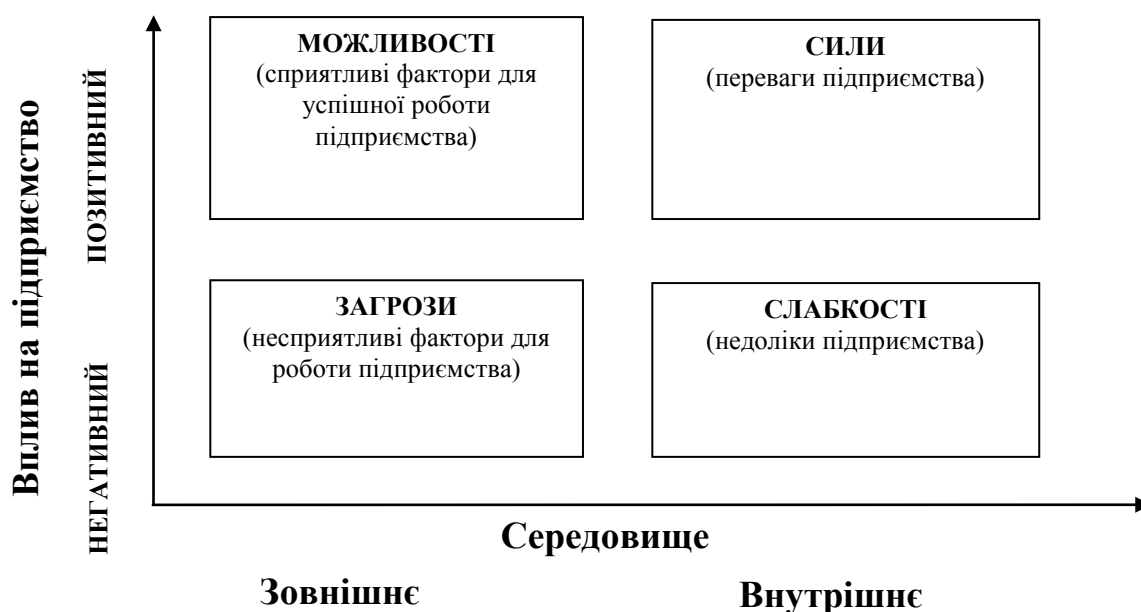 Вплив на підприємство
ПОЗИТИВНИЙ
НЕГАТИВНИЙ
МОЖЛИВОСТІ
(сприятливі фактори для
успішної роботи
підприємства)
СИЛИ
(переваги підприємства)
ЗАГРОЗИ
(несприятливі фактори для
роботи підприємства)
СЛАБКОСТІ
(недоліки підприємства)
Середовище
Зовнішнє
Внутрішнє